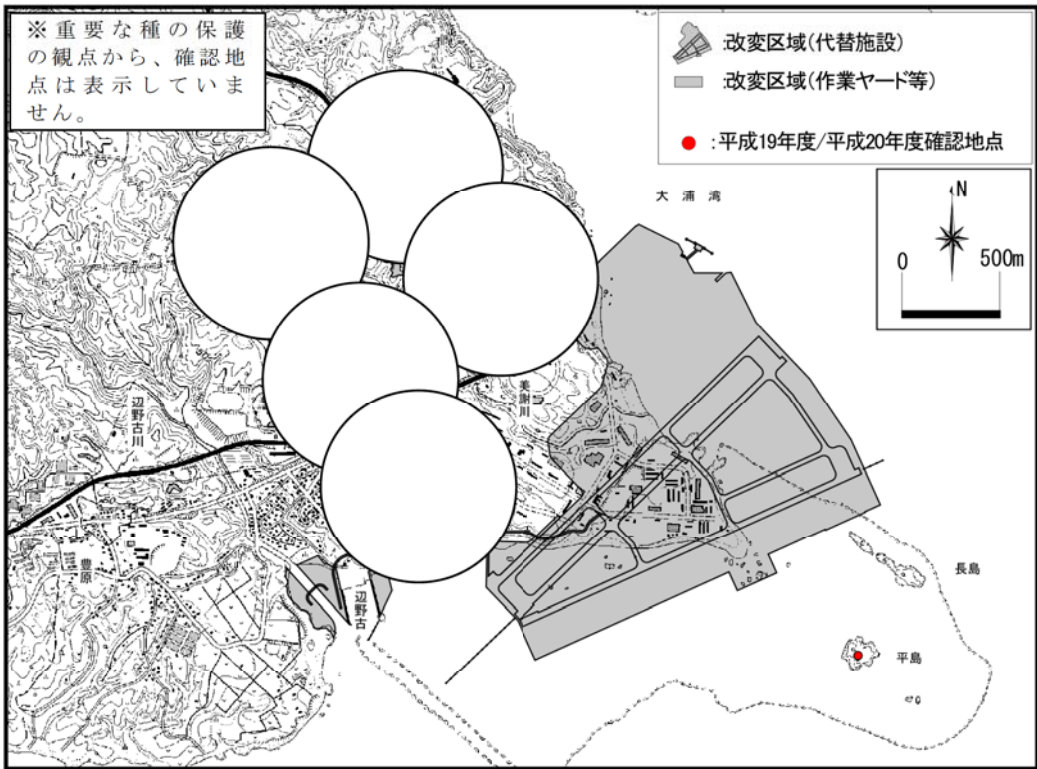 ※重要な種の保護
の観点から、確認地
点は表示していま
せん。
:改変区域(代替施設)
:改変区域(作業ヤード等)
:平成19年度/平成20年度確認地点
大浦湾
N
0 500m
美謝川
辺野古川
豊原
辺野古
長島
平島